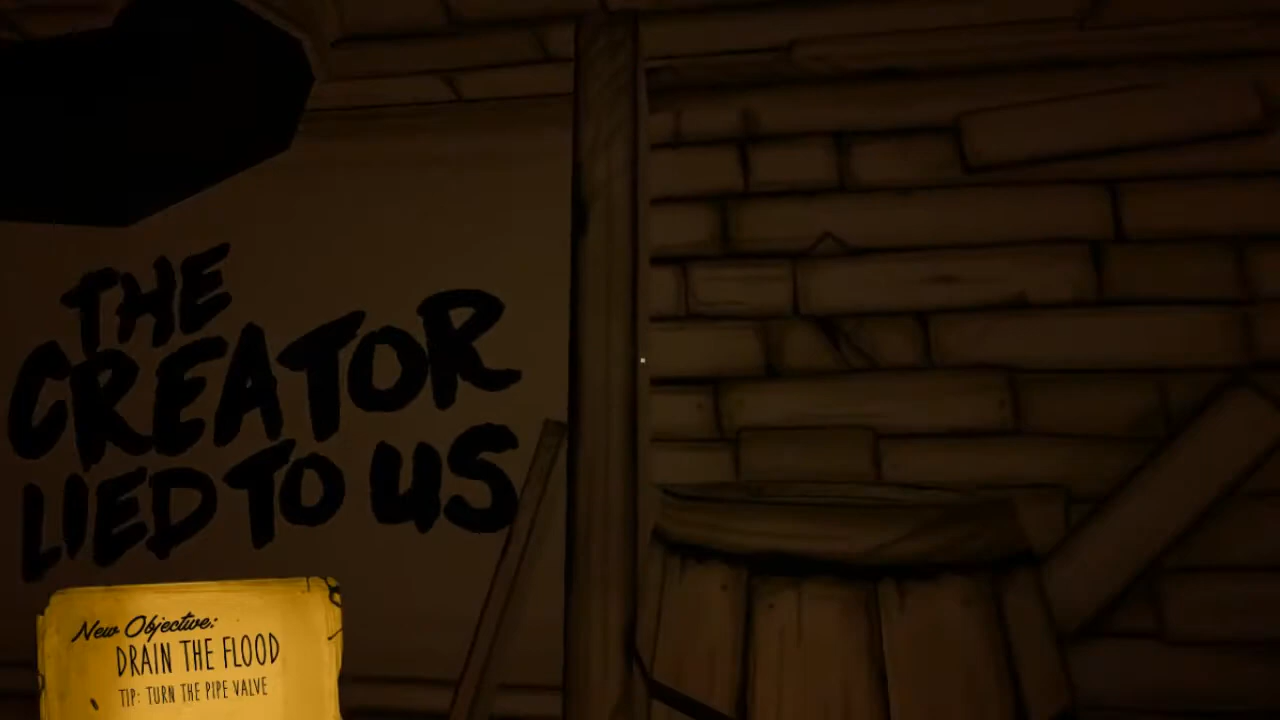 THE
CREATOR
LIED TO US
New Objective:
DRAIN THE FLOOD
TIP: TURN THE PIPE VALVE